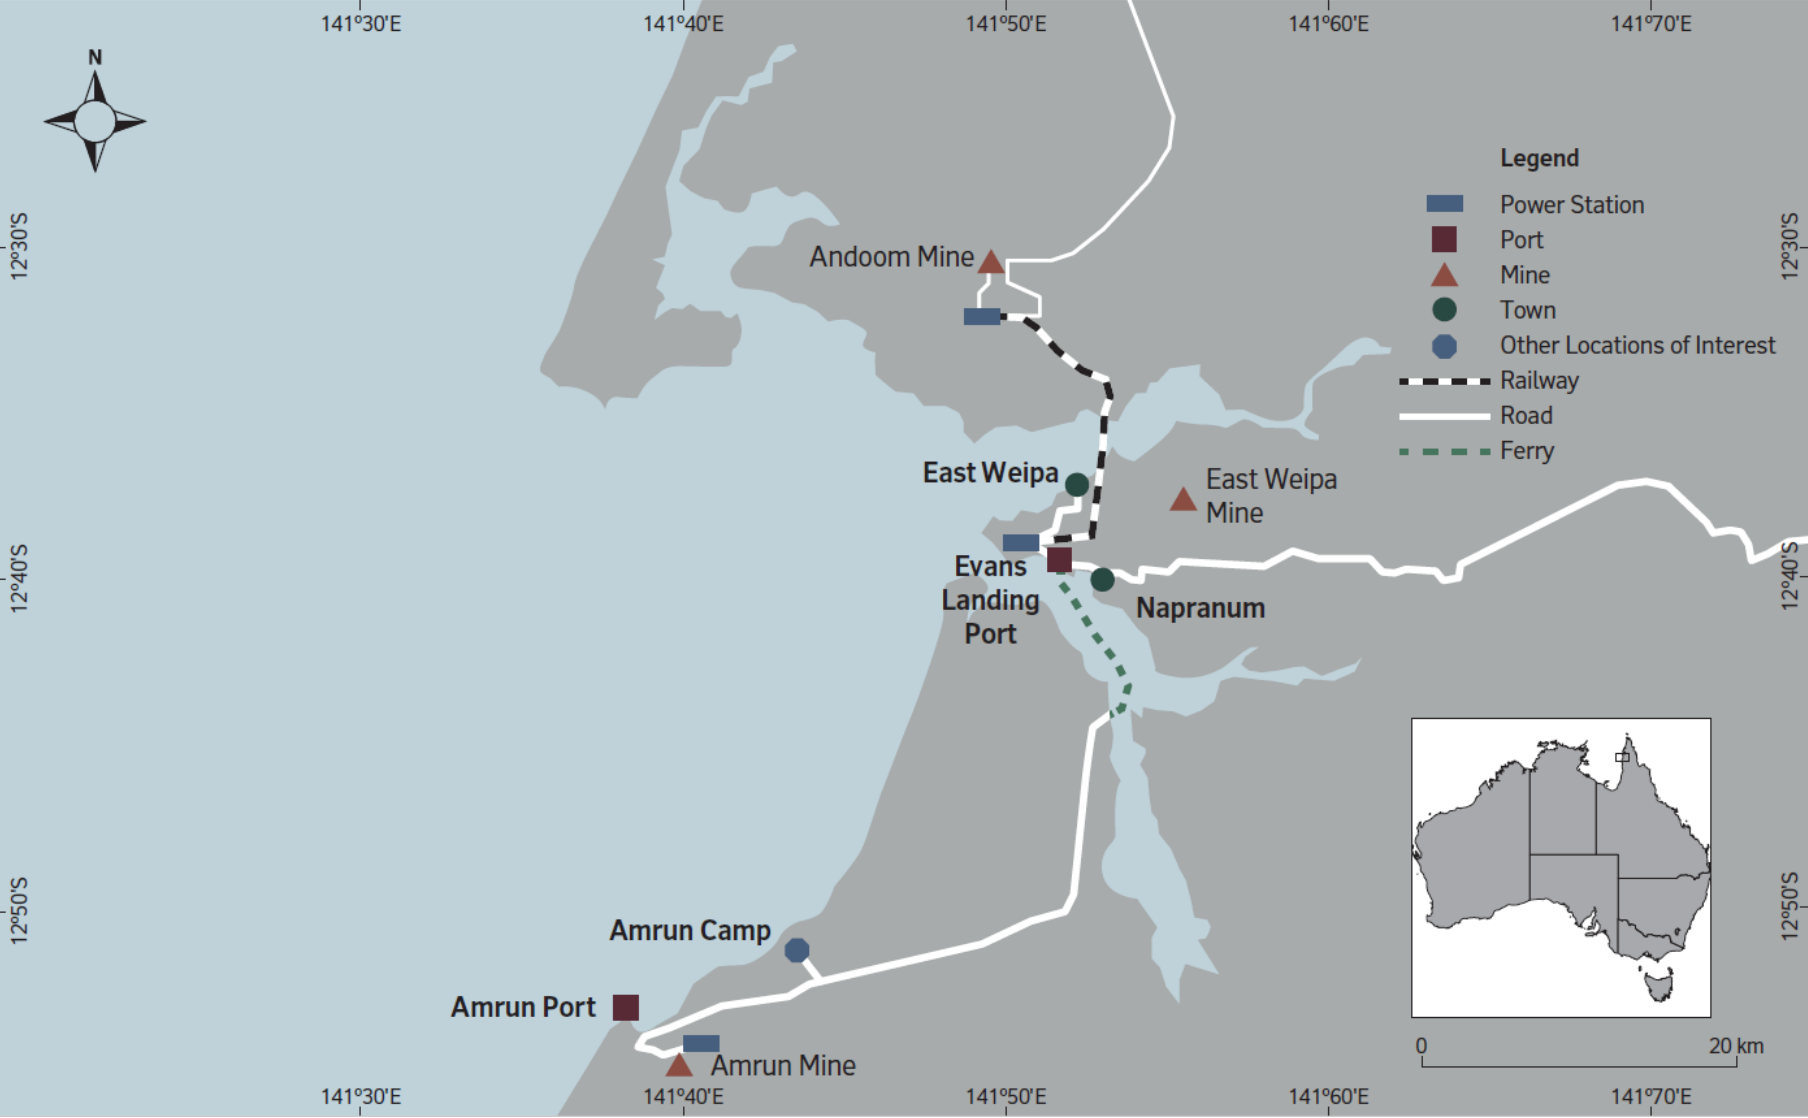 141°30'E
141°40'E
141°50'E
141°60'E
141°70'E
N
Legend
Power Station
Port
Mine
Town
Other Locations of Interest
Railway
Road
Ferry
12°30'S
12°30'S
Andoom Mine
East Weipa
East Weipa
Mine
Evans
Landing
Port
Napranum
12°40'S
12°40'S
12°50'S
12°50'S
Amrun Camp
Amrun Port
Amrun Mine
0
20 km
141°30'E
141°40'E
141°50'E
141°60'E
141°70'E